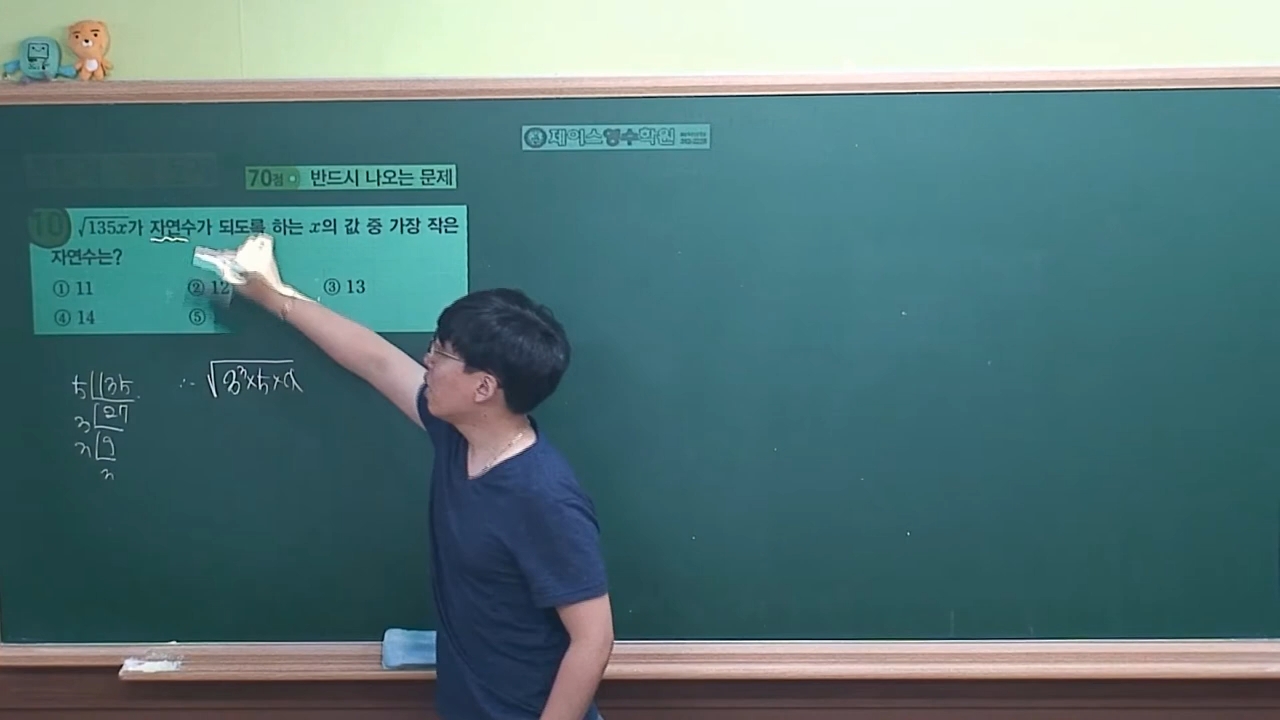 제이스영수학원
70점 반드시 나오는 문제
10 √135x가 자연수가 되도록 하는 x의 값 중 가장 작은
자연수는?
① 11 ② 12 ③ 13
④ 14 ⑤
5 135 ∴ √3³×5×x
3 27
3 9
3